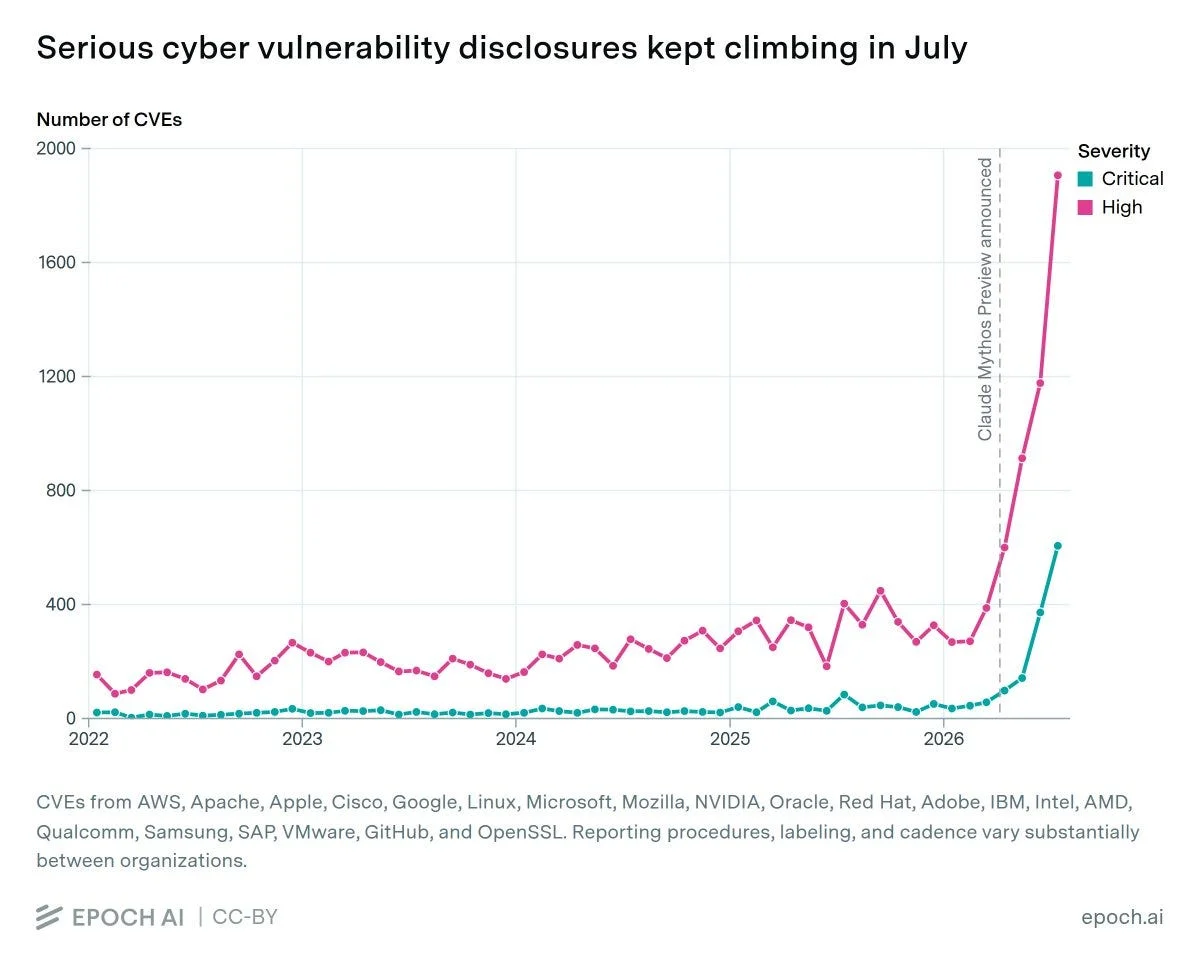 Serious cyber vulnerability disclosures kept climbing in July
Number of CVEs
2000
1600
1200
800
400
0
2022
2023
2024
2025
2026
Claude Mythos Preview announced
Severity
Critical
High
CVEs from AWS, Apache, Apple, Cisco, Google, Linux, Microsoft, Mozilla, NVIDIA, Oracle, Red Hat, Adobe, IBM, Intel, AMD,
Qualcomm, Samsung, SAP, VMware, GitHub, and OpenSSL. Reporting procedures, labeling, and cadence vary substantially
between organizations.
EPOCH AI | CC-BY
epoch.ai